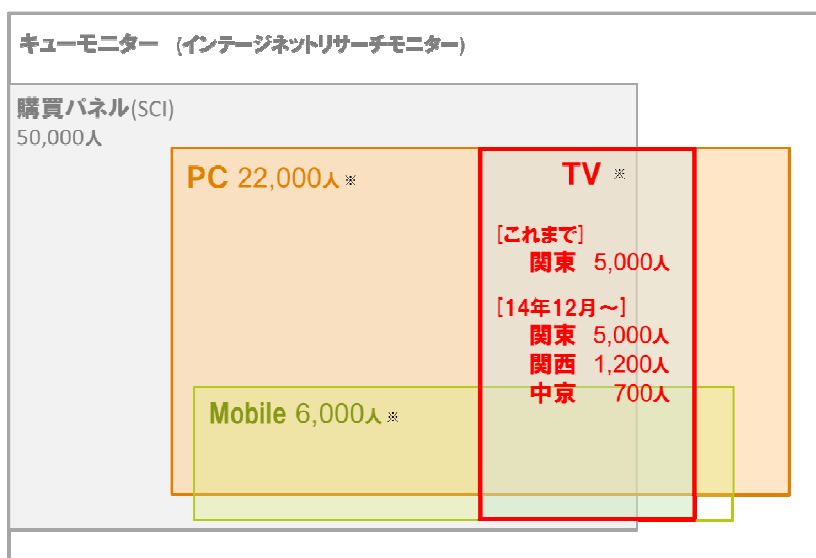 キューモニター (インテージネットリサーチモニター)
購買パネル(SCI)
50,000人
PC 22,000人※
TV ※
[これまで]
関東 5,000人
[14年12月～]
関東 5,000人
関西 1,200人
中京 700人
Mobile 6,000人※